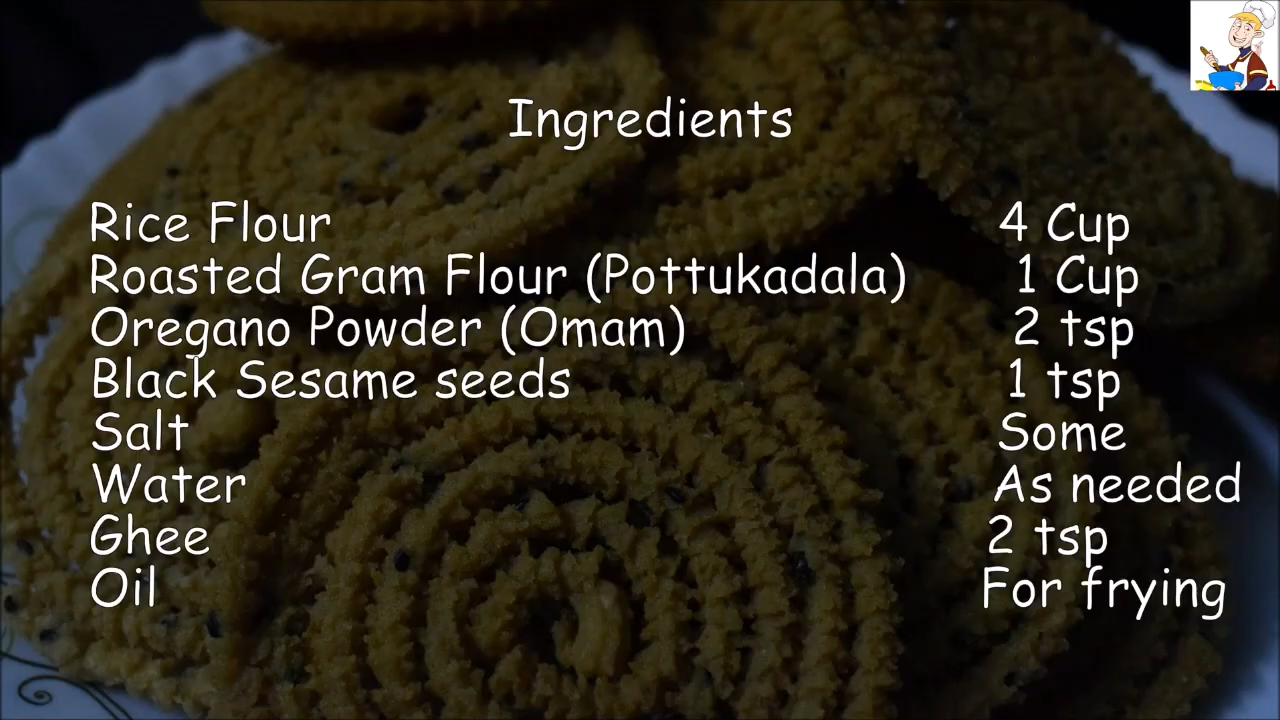 Ingredients
Rice Flour 4 Cup
Roasted Gram Flour (Pottukadala) 1 Cup
Oregano Powder (Omam) 2 tsp
Black Sesame seeds 1 tsp
Salt Some
Water As needed
Ghee 2 tsp
Oil For frying